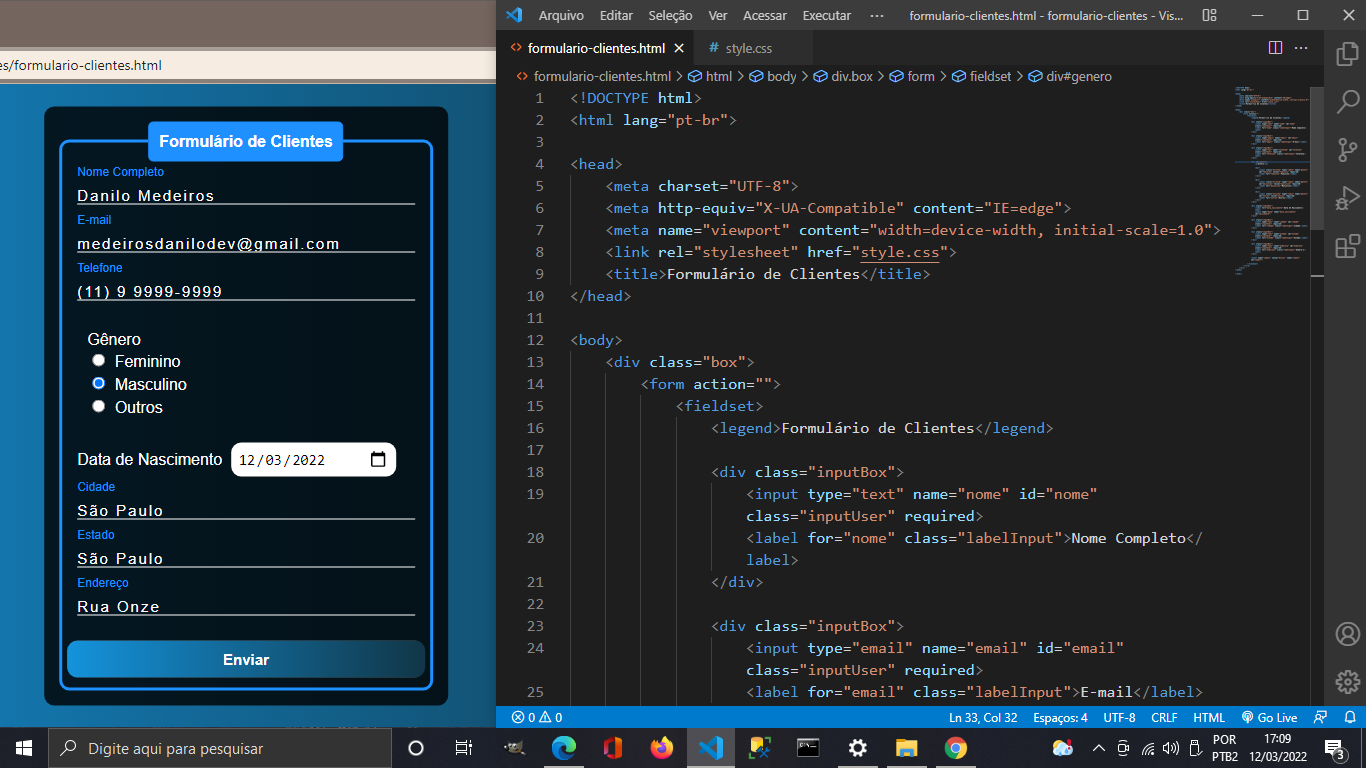 Arquivo Editar Seleção Ver Acessar Executar ··· formulario-clientes.html - formulario-clientes - Vis...
formulario-clientes.html # style.css
es/formulario-clientes.html
formulario-clientes.html > html > body > div.box > form > fieldset > div#genero
Formulário de Clientes
Nome Completo
Danilo Medeiros
E-mail
medeirosdanilodev@gmail.com
Telefone
(11) 9 9999-9999
Gênero
Feminino
Masculino
Outros
Data de Nascimento 12/03/2022
Cidade
São Paulo
Estado
São Paulo
Endereço
Rua Onze
Enviar
1 <!DOCTYPE html>
2 <html lang="pt-br">
3
4 <head>
5 <meta charset="UTF-8">
6 <meta http-equiv="X-UA-Compatible" content="IE=edge">
7 <meta name="viewport" content="width=device-width, initial-scale=1.0">
8 <link rel="stylesheet" href="style.css">
9 <title>Formulário de Clientes</title>
10 </head>
11
12 <body>
13 <div class="box">
14 <form action="">
15 <fieldset>
16 <legend>Formulário de Clientes</legend>
17
18 <div class="inputBox">
19 <input type="text" name="nome" id="nome"
class="inputUser" required>
20 <label for="nome" class="labelInput">Nome Completo</
label>
21 </div>
22
23 <div class="inputBox">
24 <input type="email" name="email" id="email"
class="inputUser" required>
25 <label for="email" class="labelInput">E-mail</label>
0 0 Ln 33, Col 32 Espaços: 4 UTF-8 CRLF HTML Go Live
Digite aqui para pesquisar
POR
PTB2
17:09
12/03/2022
3